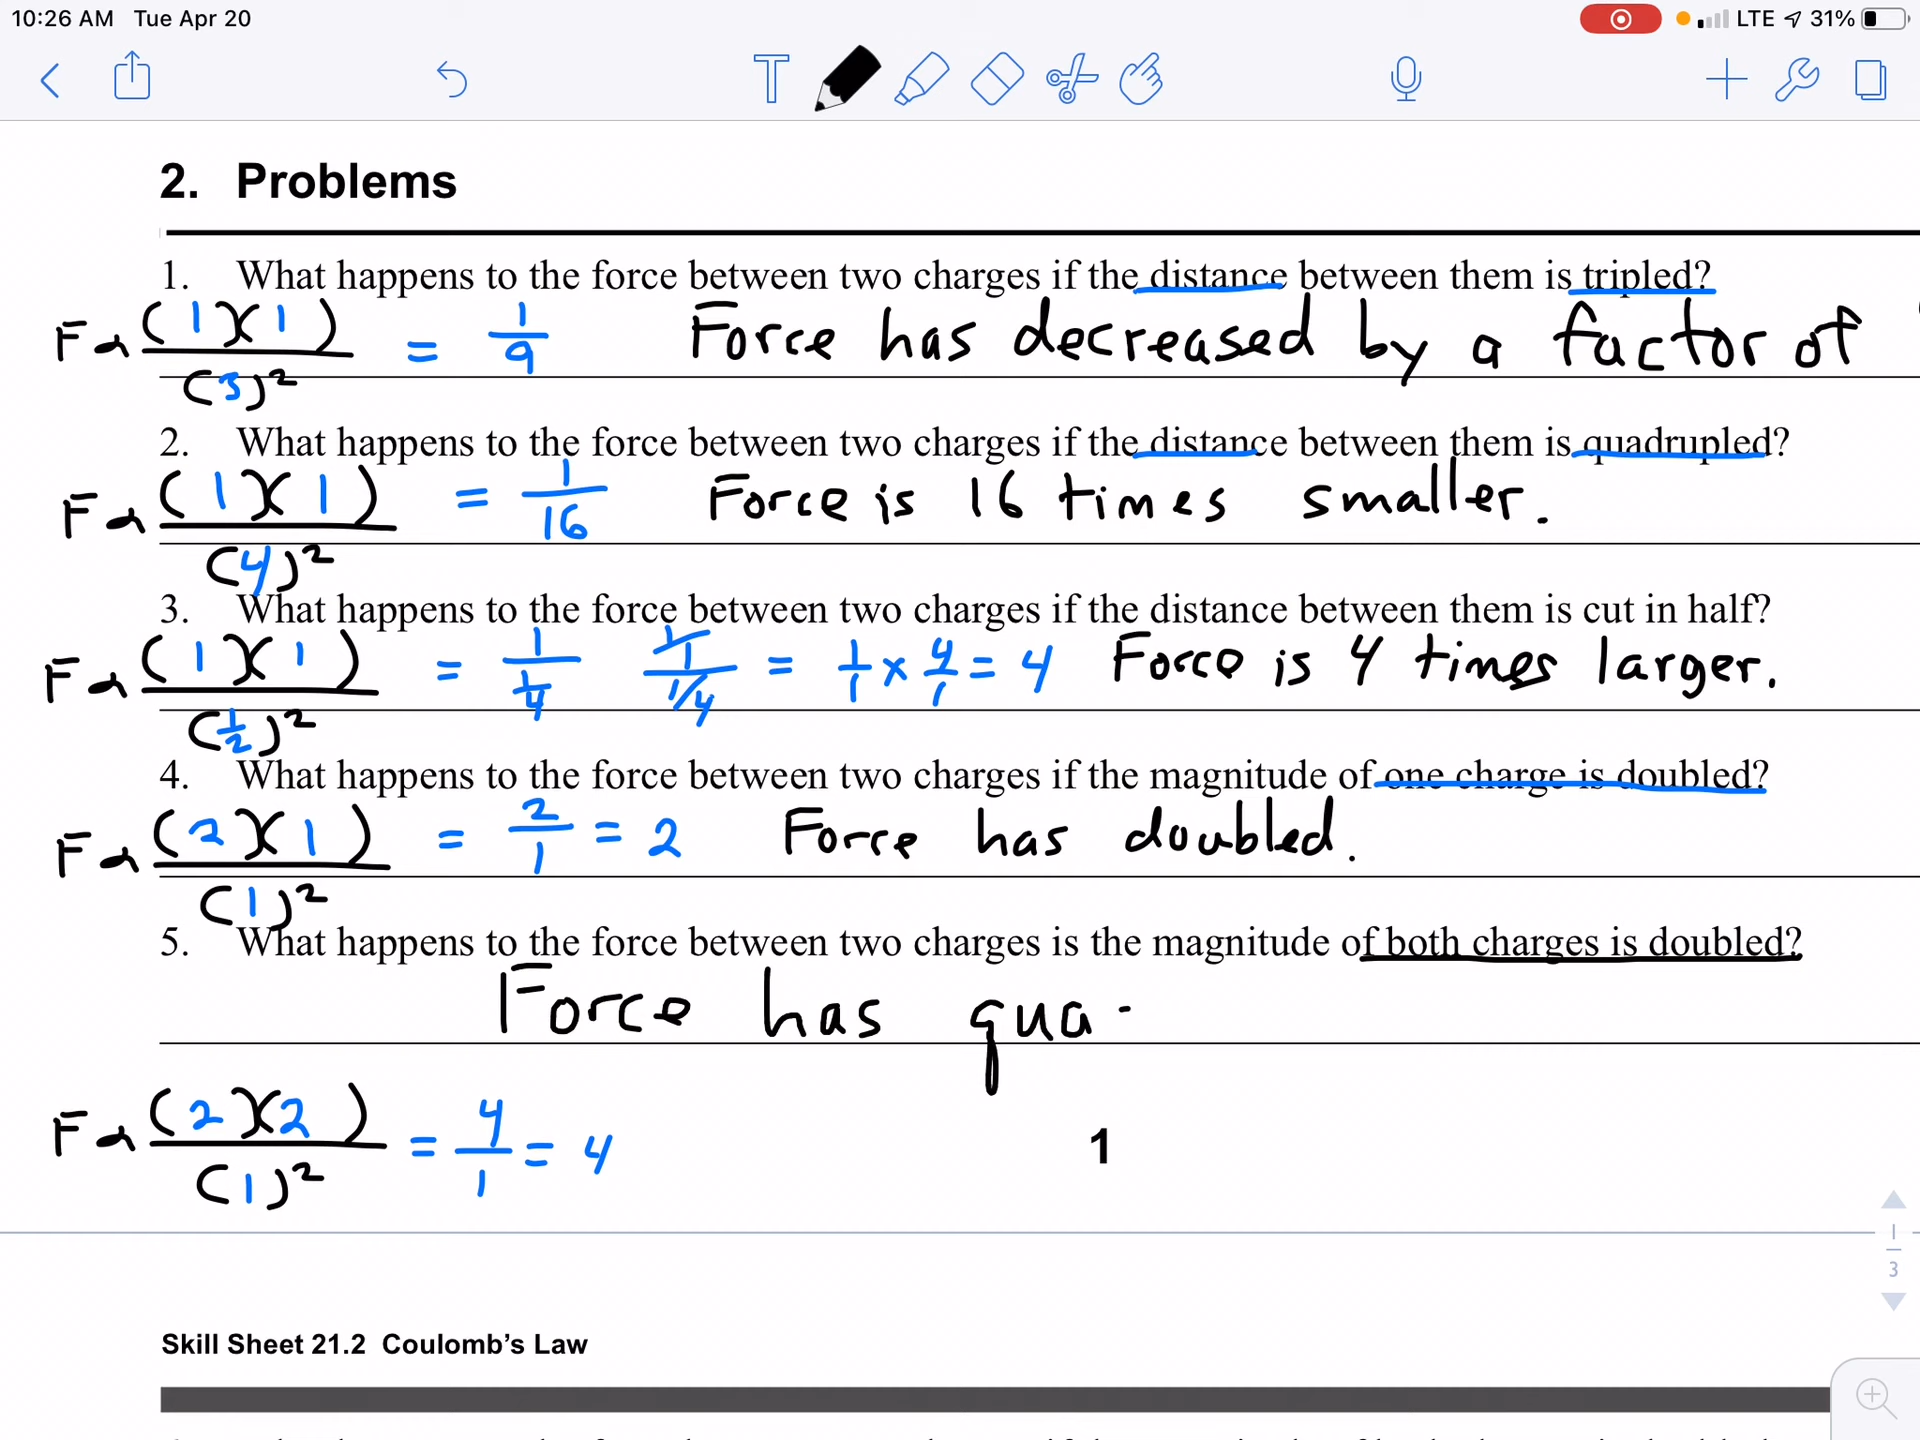 10:26 AM Tue Apr 20 LTE 31%
T
2. Problems
1. What happens to the force between two charges if the distance between them is tripled?
F α (1)(1) / (3)² = 1/9 Force has decreased by a factor of
2. What happens to the force between two charges if the distance between them is quadrupled?
F α (1)(1) / (4)² = 1/16 Force is 16 times smaller.
3. What happens to the force between two charges if the distance between them is cut in half?
F α (1)(1) / (1/2)² = 1 / 1/4 1/1 / 1/4 = 1/1 x 4/1 = 4 Force is 4 times larger.
4. What happens to the force between two charges if the magnitude of one charge is doubled?
F α (2)(1) / (1)² = 2/1 = 2 Force has doubled.
5. What happens to the force between two charges is the magnitude of both charges is doubled?
Force has qua
F α (2)(2) / (1)² = 4/1 = 4
1
1
3
Skill Sheet 21.2 Coulomb's Law